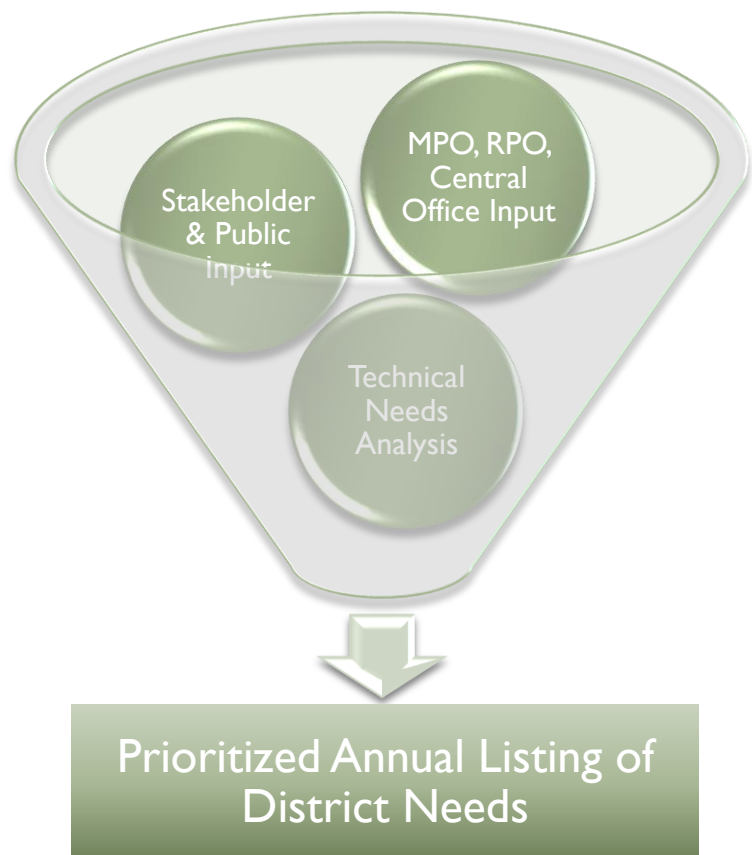 MPO, RPO,
Central
Office Input
Stakeholder
& Public
Input
Technical
Needs
Analysis
Prioritized Annual Listing of
District Needs